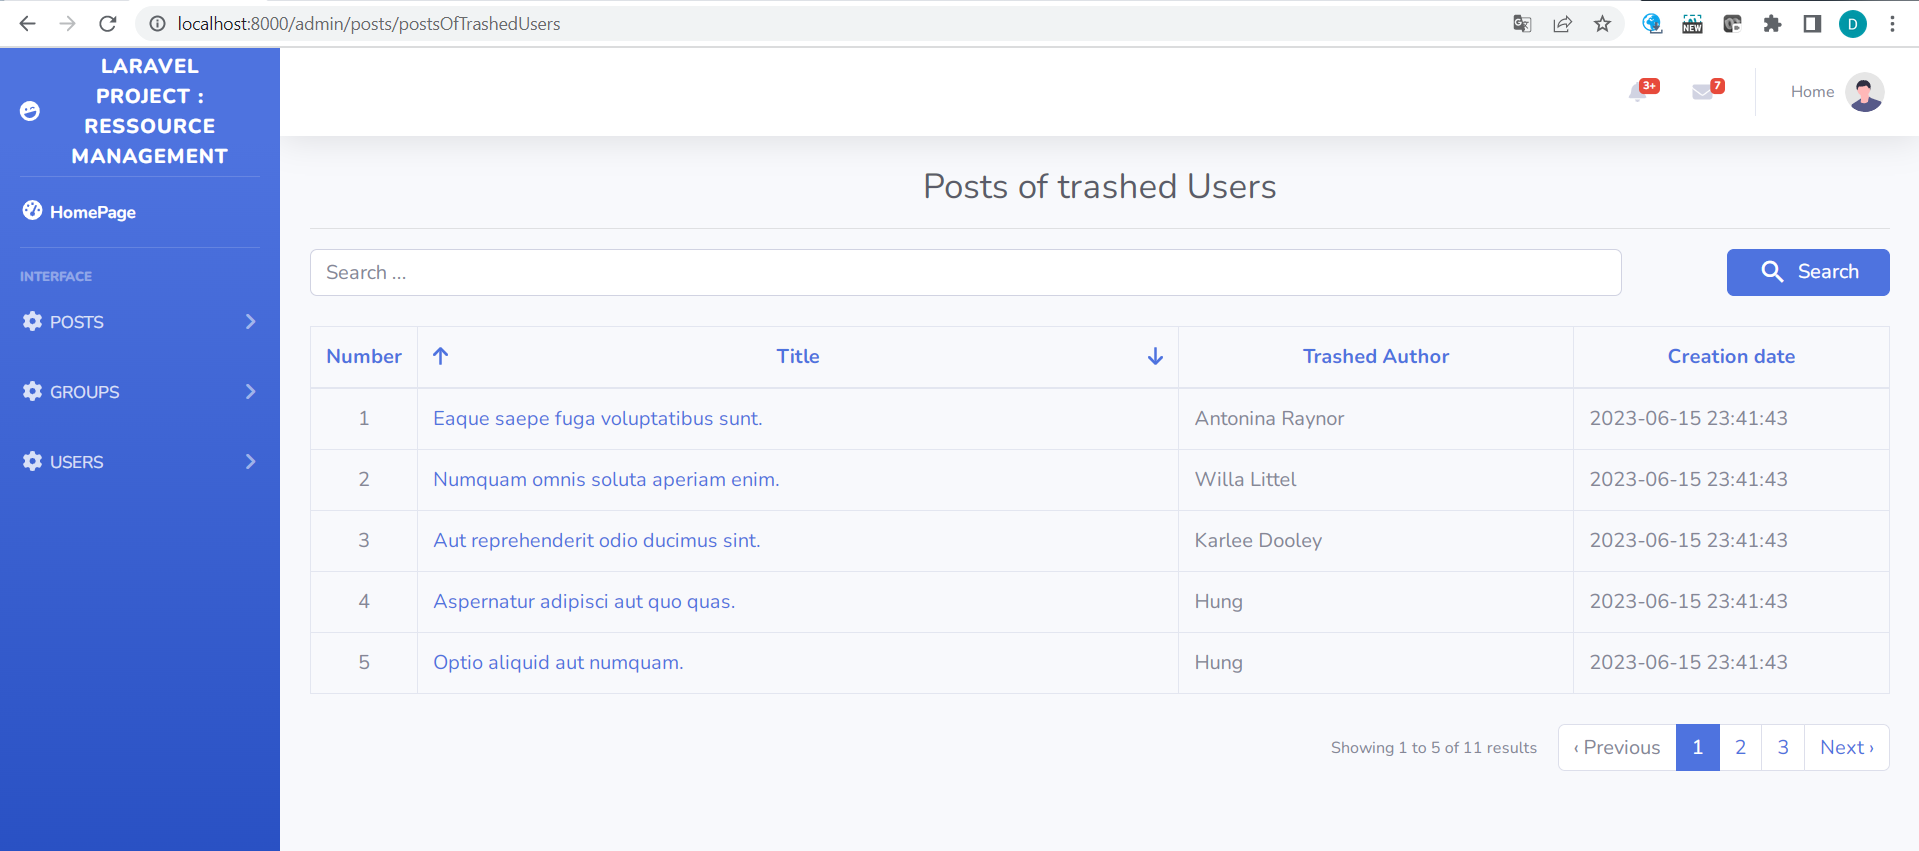 localhost:8000/admin/posts/postsOfTrashedUsers
NEW
D
LARAVEL
PROJECT :
RESSOURCE
MANAGEMENT
HomePage
INTERFACE
POSTS
GROUPS
USERS
3+
7
Home
Posts of trashed Users
Search ...
Search
Number Title Trashed Author Creation date
1 Eaque saepe fuga voluptatibus sunt. Antonina Raynor 2023-06-15 23:41:43
2 Numquam omnis soluta aperiam enim. Willa Littel 2023-06-15 23:41:43
3 Aut reprehenderit odio ducimus sint. Karlee Dooley 2023-06-15 23:41:43
4 Aspernatur adipisci aut quo quas. Hung 2023-06-15 23:41:43
5 Optio aliquid aut numquam. Hung 2023-06-15 23:41:43
Showing 1 to 5 of 11 results ‹ Previous 1 2 3 Next ›